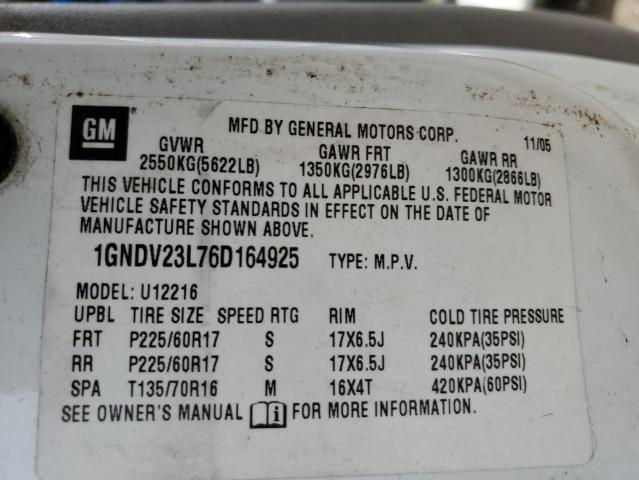 GM ® MFD BY GENERAL MOTORS CORP. 11/05
GVWR GAWR FRT GAWR RR
2550KG(5622LB) 1350KG(2976LB) 1300KG(2866LB)
THIS VEHICLE CONFORMS TO ALL APPLICABLE U.S. FEDERAL MOTOR
VEHICLE SAFETY STANDARDS IN EFFECT ON THE DATE OF
MANUFACTURE SHOWN ABOVE.
1GNDV23L76D164925 TYPE: M.P.V.
MODEL: U12216
UPBL TIRE SIZE SPEED RTG RIM COLD TIRE PRESSURE
FRT P225/60R17 S 17X6.5J 240KPA(35PSI)
RR P225/60R17 S 17X6.5J 240KPA(35PSI)
SPA T135/70R16 M 16X4T 420KPA(60PSI)
SEE OWNER'S MANUAL i FOR MORE INFORMATION.